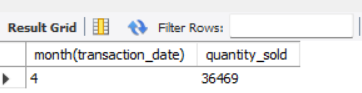 Result Grid Filter Rows:
month(transaction_date) quantity_sold
4 36469